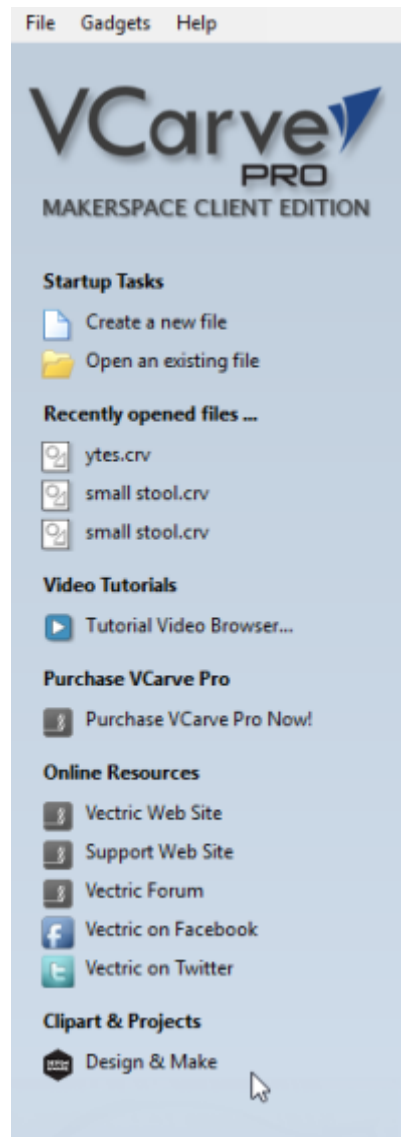 File Gadgets Help
VCarve
PRO
MAKERSPACE CLIENT EDITION
Startup Tasks
Create a new file
Open an existing file
Recently opened files ...
ytes.crv
small stool.crv
small stool.crv
Video Tutorials
Tutorial Video Browser...
Purchase VCarve Pro
Purchase VCarve Pro Now!
Online Resources
Vectric Web Site
Support Web Site
Vectric Forum
Vectric on Facebook
Vectric on Twitter
Clipart & Projects
Design & Make